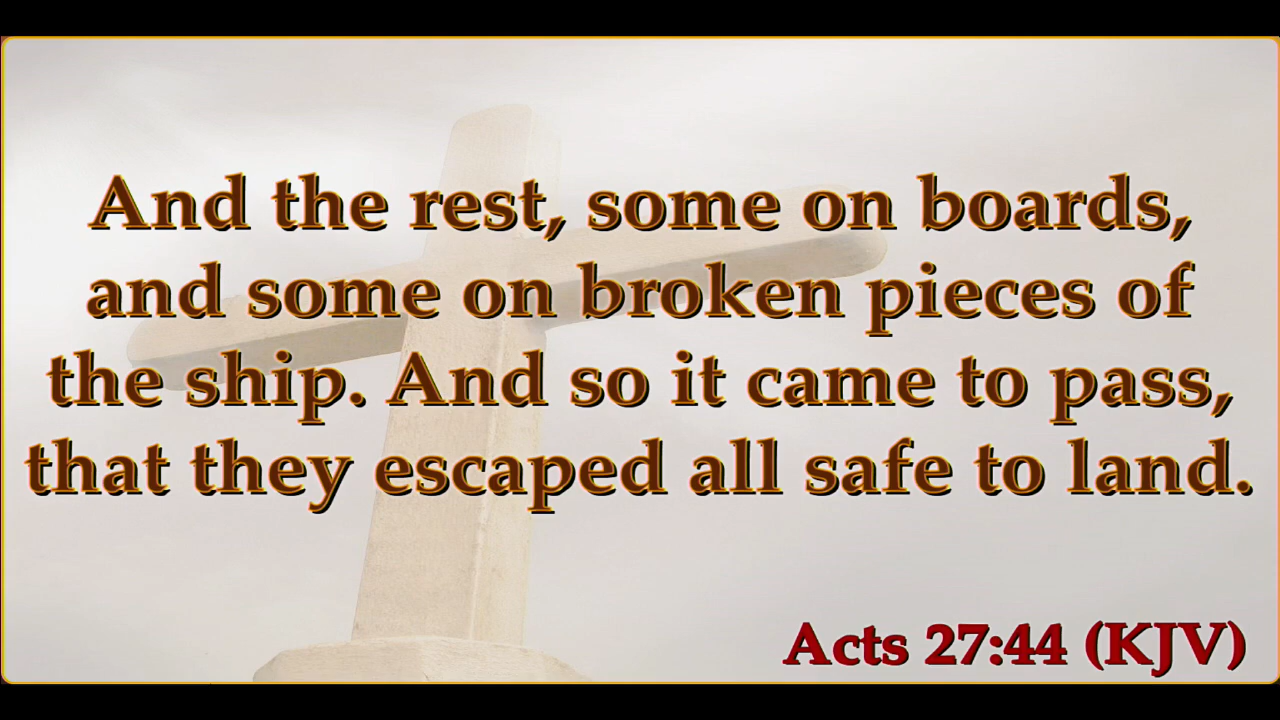 And the rest, some on boards,
and some on broken pieces of
the ship. And so it came to pass,
that they escaped all safe to land.
Acts 27:44 (KJV)